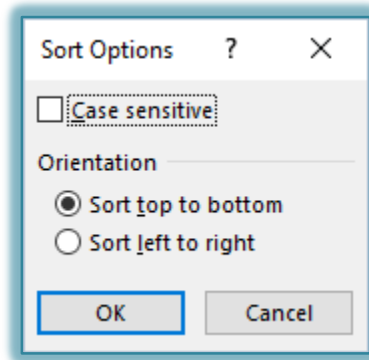 Sort Options ?
Case sensitive
Orientation
Sort top to bottom
Sort left to right
OK Cancel